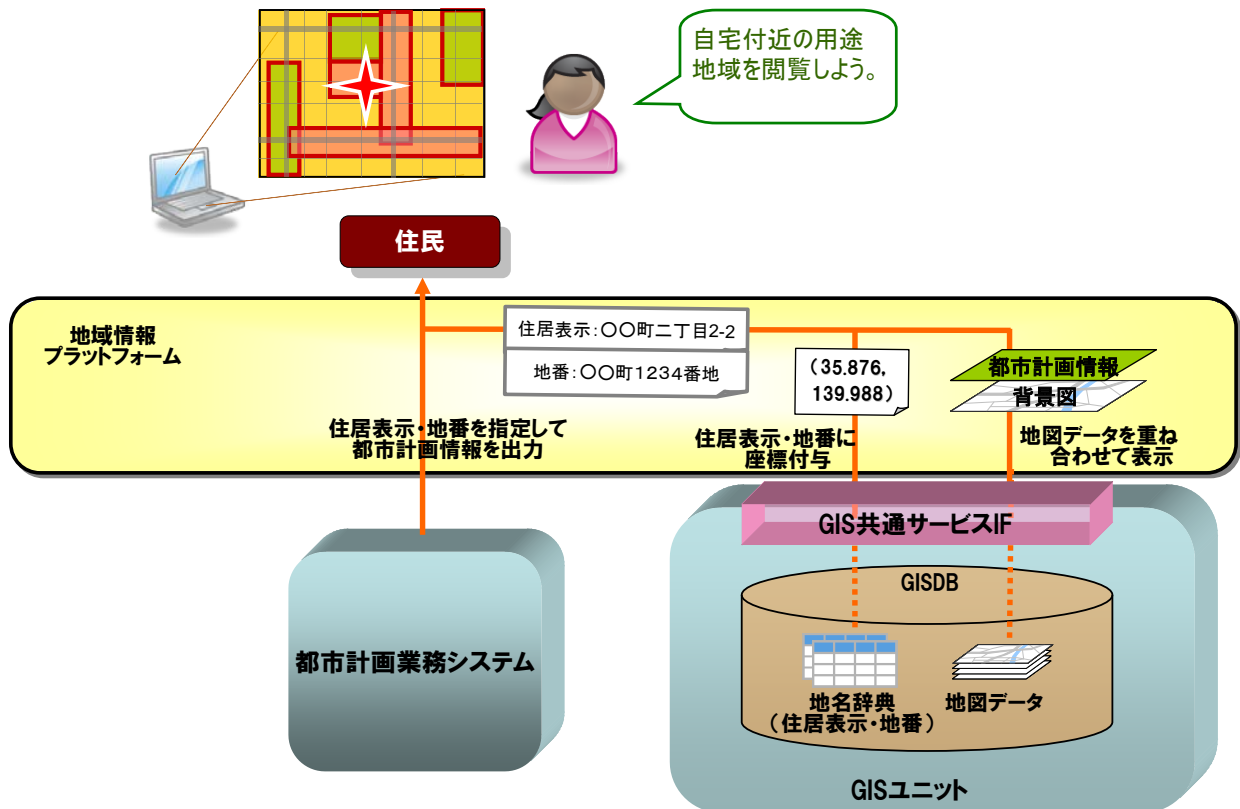 自宅付近の用途
地域を閲覧しよう。
住民
地域情報
プラットフォーム
住居表示:〇〇町二丁目2-2
地番:〇〇町1234番地
(35.876,
139.988)
都市計画情報
背景図
住居表示・地番を指定して
都市計画情報を出力
住居表示・地番に
座標付与
地図データを重ね
合わせて表示
GIS共通サービスIF
GISDB
都市計画業務システム
地名辞典
(住居表示・地番)
地図データ
GISユニット